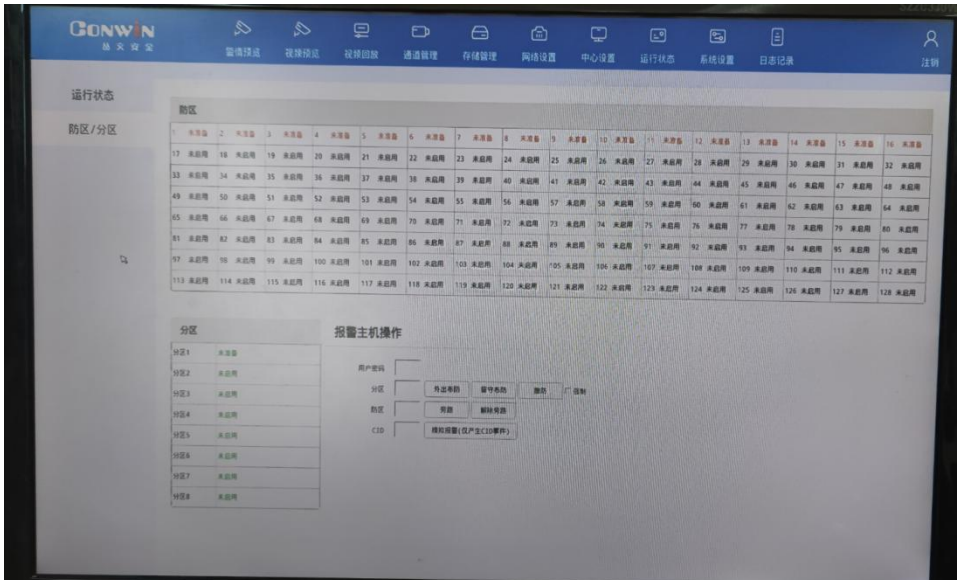 CONWIN
丛文安全
警情预览 视频预览 视频回放 通道管理 存储管理 网络设置 中心设置 运行状态 系统设置 日志记录 注销
运行状态
防区/分区
防区
1 未准备 2 未准备 3 未准备 4 未准备 5 未准备 6 未准备 7 未准备 8 未准备 9 未准备 10 未准备 11 未准备 12 未准备 13 未准备 14 未准备 15 未准备 16 未准备
17 未启用 18 未启用 19 未启用 20 未启用 21 未启用 22 未启用 23 未启用 24 未启用 25 未启用 26 未启用 27 未启用 28 未启用 29 未启用 30 未启用 31 未启用 32 未启用
33 未启用 34 未启用 35 未启用 36 未启用 37 未启用 38 未启用 39 未启用 40 未启用 41 未启用 42 未启用 43 未启用 44 未启用 45 未启用 46 未启用 47 未启用 48 未启用
49 未启用 50 未启用 51 未启用 52 未启用 53 未启用 54 未启用 55 未启用 56 未启用 57 未启用 58 未启用 59 未启用 60 未启用 61 未启用 62 未启用 63 未启用 64 未启用
65 未启用 66 未启用 67 未启用 68 未启用 69 未启用 70 未启用 71 未启用 72 未启用 73 未启用 74 未启用 75 未启用 76 未启用 77 未启用 78 未启用 79 未启用 80 未启用
81 未启用 82 未启用 83 未启用 84 未启用 85 未启用 86 未启用 87 未启用 88 未启用 89 未启用 90 未启用 91 未启用 92 未启用 93 未启用 94 未启用 95 未启用 96 未启用
97 未启用 98 未启用 99 未启用 100 未启用 101 未启用 102 未启用 103 未启用 104 未启用 105 未启用 106 未启用 107 未启用 108 未启用 109 未启用 110 未启用 111 未启用 112 未启用
113 未启用 114 未启用 115 未启用 116 未启用 117 未启用 118 未启用 119 未启用 120 未启用 121 未启用 122 未启用 123 未启用 124 未启用 125 未启用 126 未启用 127 未启用 128 未启用
分区
报警主机操作
分区1 未准备
分区2 未启用
分区3 未启用
分区4 未启用
分区5 未启用
分区6 未启用
分区7 未启用
分区8 未启用
用户密码
分区 外出布防 留守布防 撤防 强制
防区 旁路 解除旁路
CID 模拟报警(仅产生CID事件)